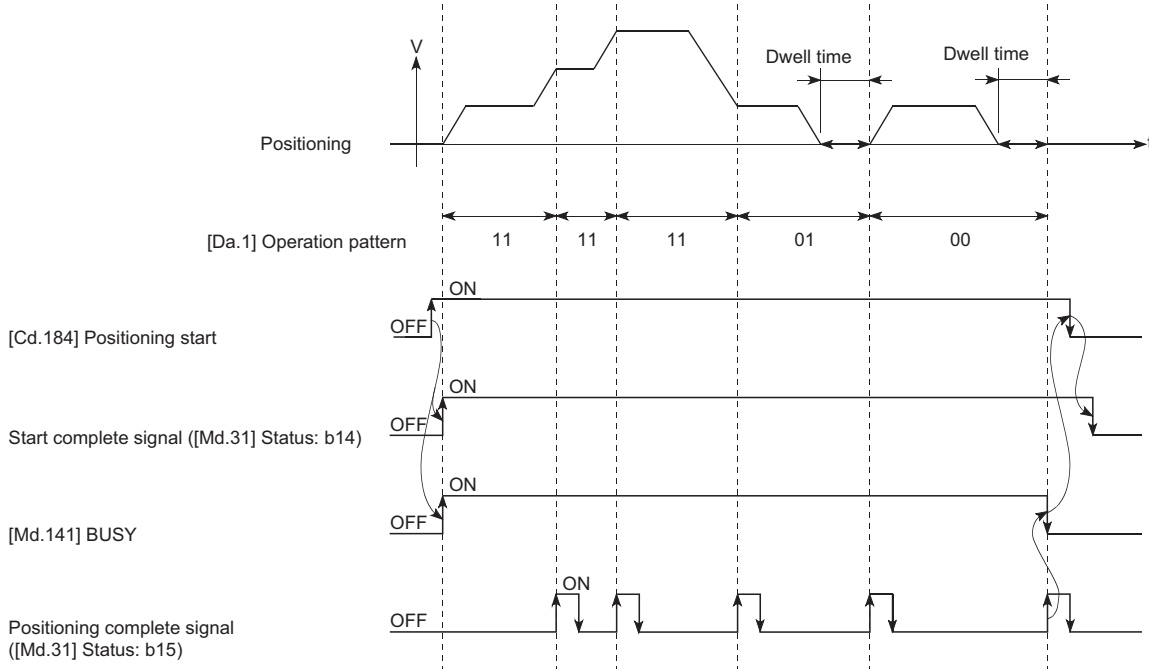 V
Dwell time
Dwell time
Positioning
t
[Da.1] Operation pattern
11
11
11
01
00
ON
OFF
[Cd.184] Positioning start
ON
OFF
Start complete signal ([Md.31] Status: b14)
ON
OFF
[Md.141] BUSY
ON
OFF
Positioning complete signal
([Md.31] Status: b15)